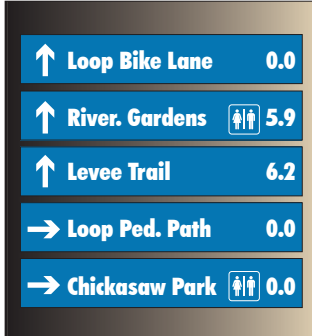 Loop Bike Lane 0.0
River. Gardens 5.9
Levee Trail 6.2
Loop Ped. Path 0.0
Chickasaw Park 0.0